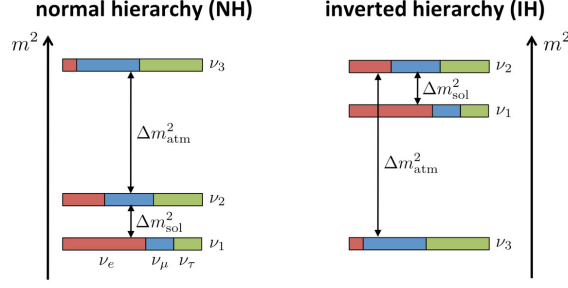 normal hierarchy (NH)
m²
ν₃
Δm²atm
ν₂
Δm²sol
ν₁
νe νμ ντ
inverted hierarchy (IH)
m²
ν₂
Δm²sol
ν₁
Δm²atm
ν₃